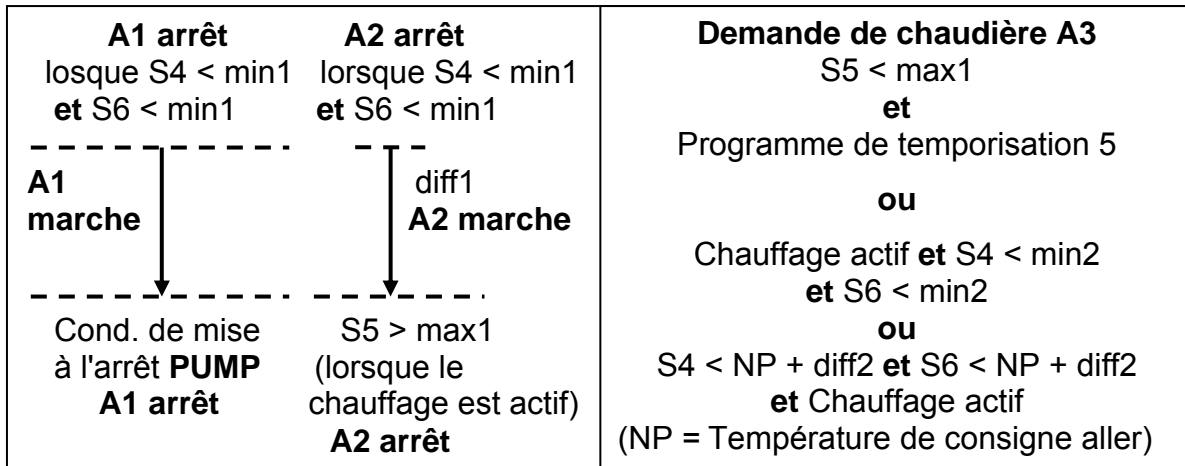 A1 arrêt
losque S4 < min1
et S6 < min1
A1
marche
Cond. de mise
à l'arrêt PUMP
A1 arrêt
A2 arrêt
lorsque S4 < min1
et S6 < min1
diff1
A2 marche
S5 > max1
(lorsque le
chauffage est actif)
A2 arrêt
Demande de chaudière A3
S5 < max1
et
Programme de temporisation 5
ou
Chauffage actif et S4 < min2
et S6 < min2
ou
S4 < NP + diff2 et S6 < NP + diff2
et Chauffage actif
(NP = Température de consigne aller)